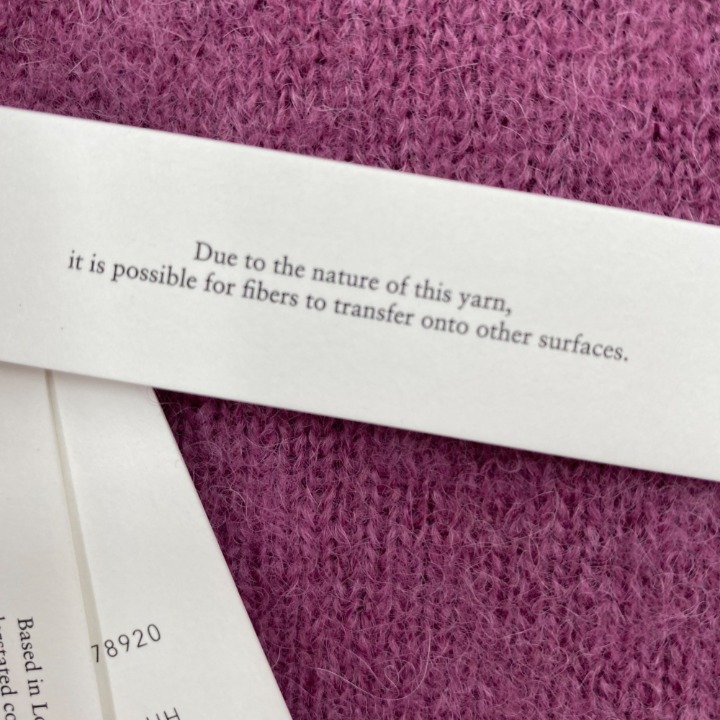 Due to the nature of this yarn,
it is possible for fibers to transfer onto other surfaces.
78920
Based in